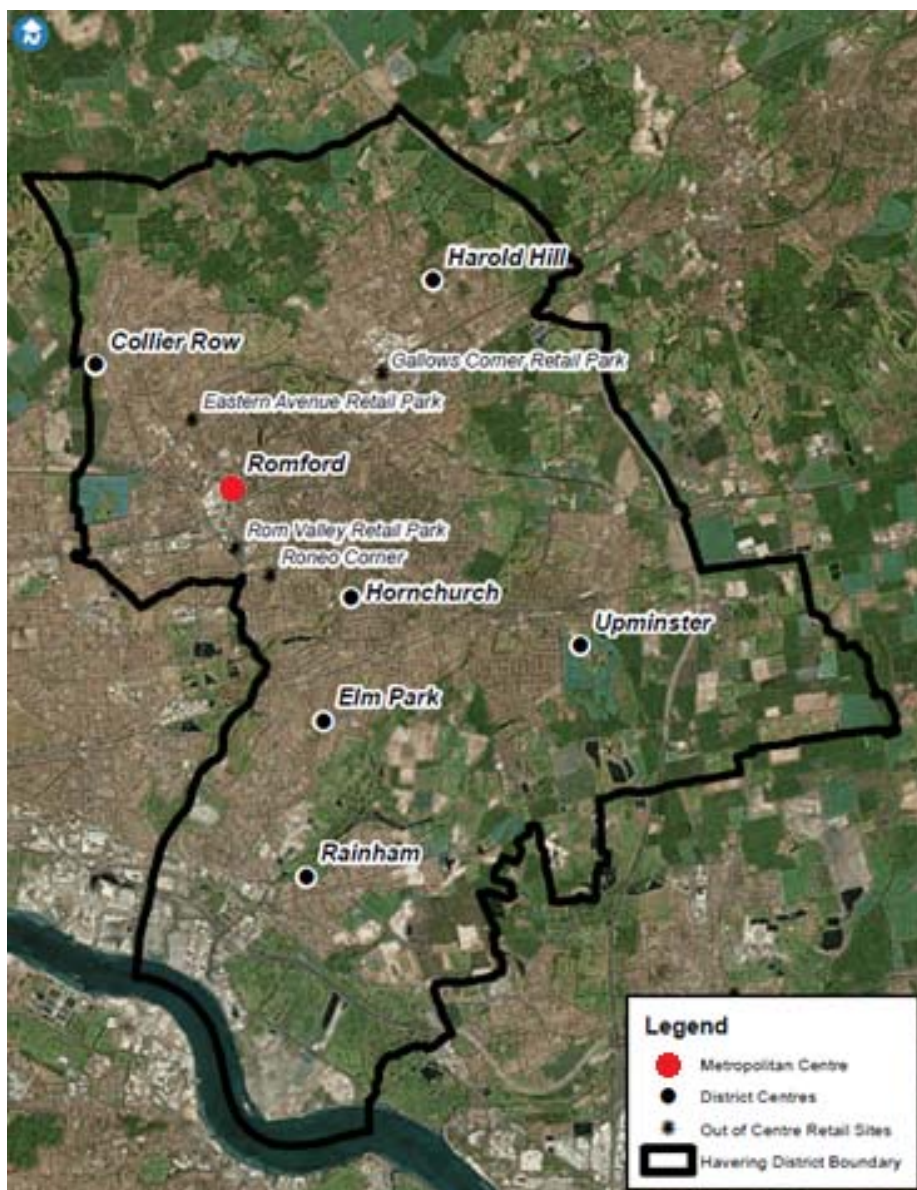 Harold Hill
Collier Row
Gallows Corner Retail Park
Eastern Avenue Retail Park
Romford
Rom Valley Retail Park
Roneo Corner
Hornchurch
Upminster
Elm Park
Rainham
Legend
Metropolitan Centre
District Centres
Out of Centre Retail Sites
Havering District Boundary